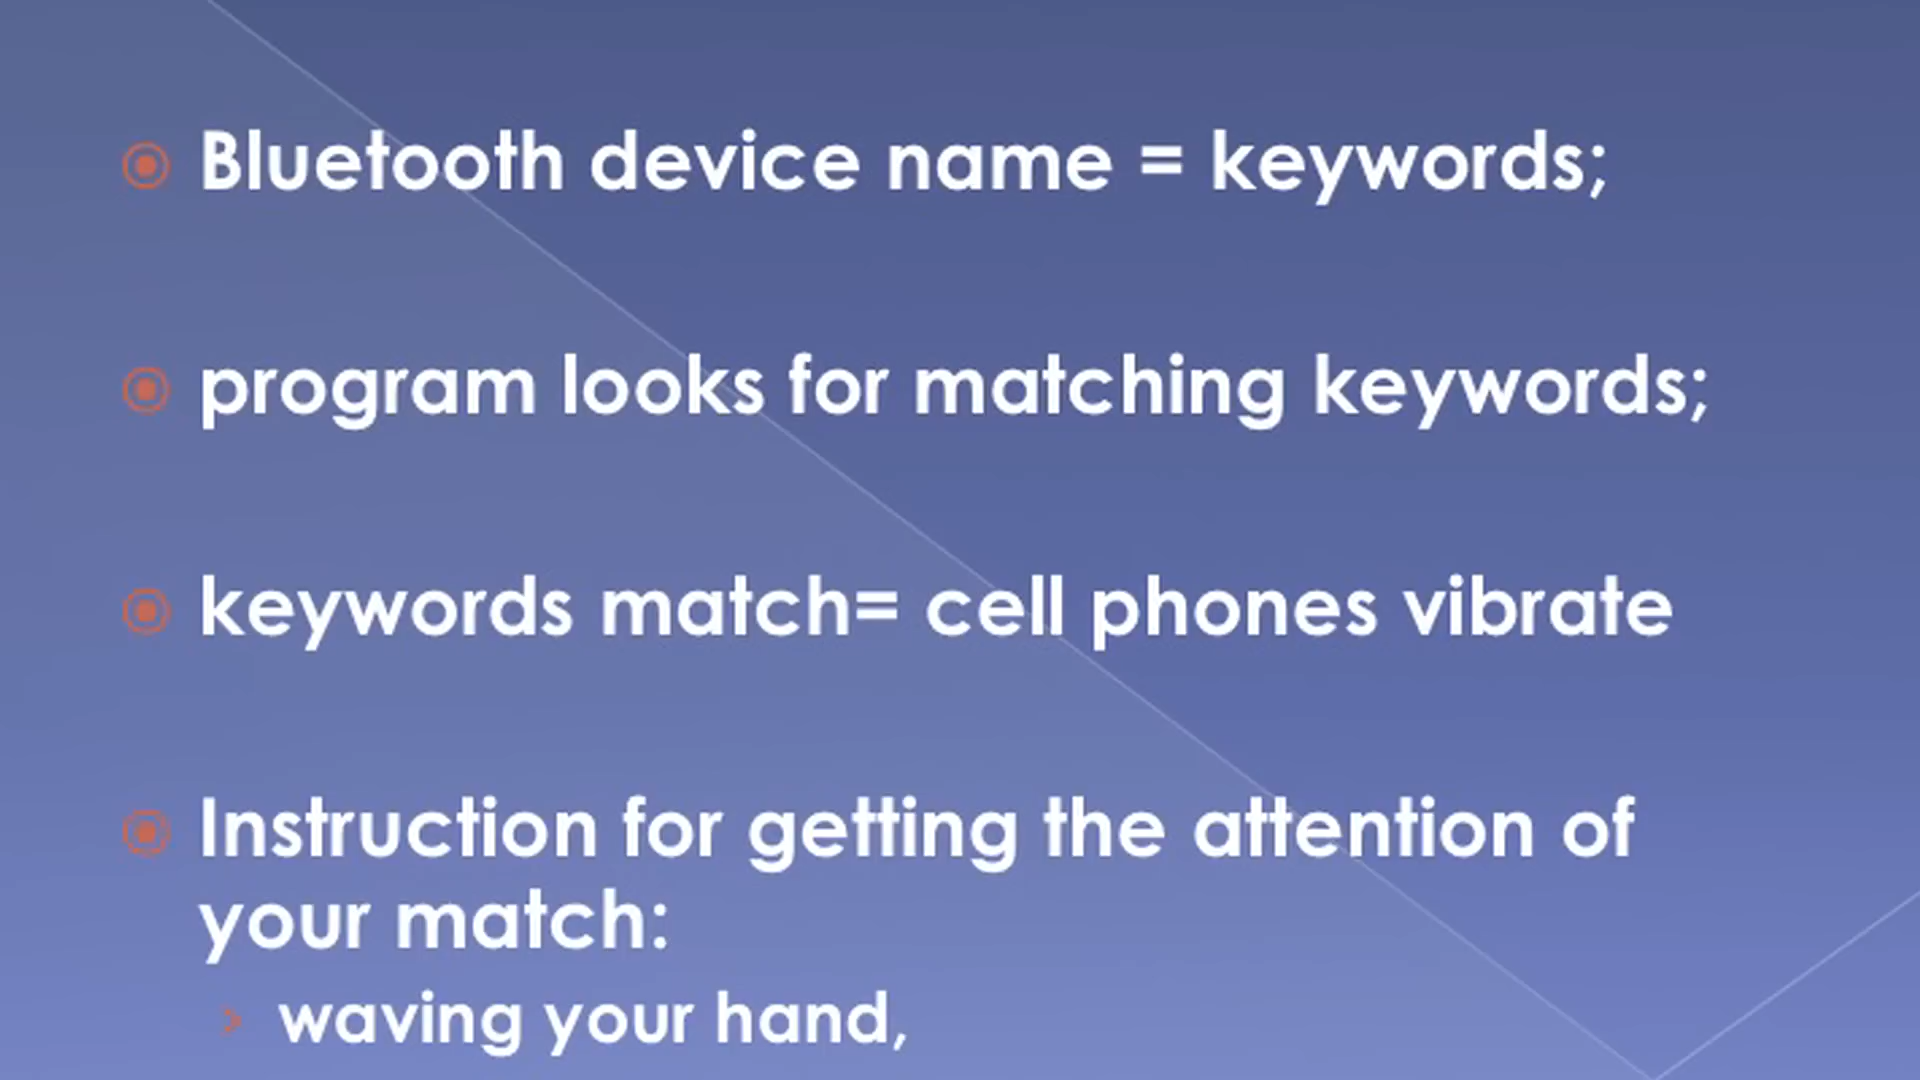 Bluetooth device name = keywords;
program looks for matching keywords;
keywords match= cell phones vibrate
Instruction for getting the attention of
your match:
waving your hand,